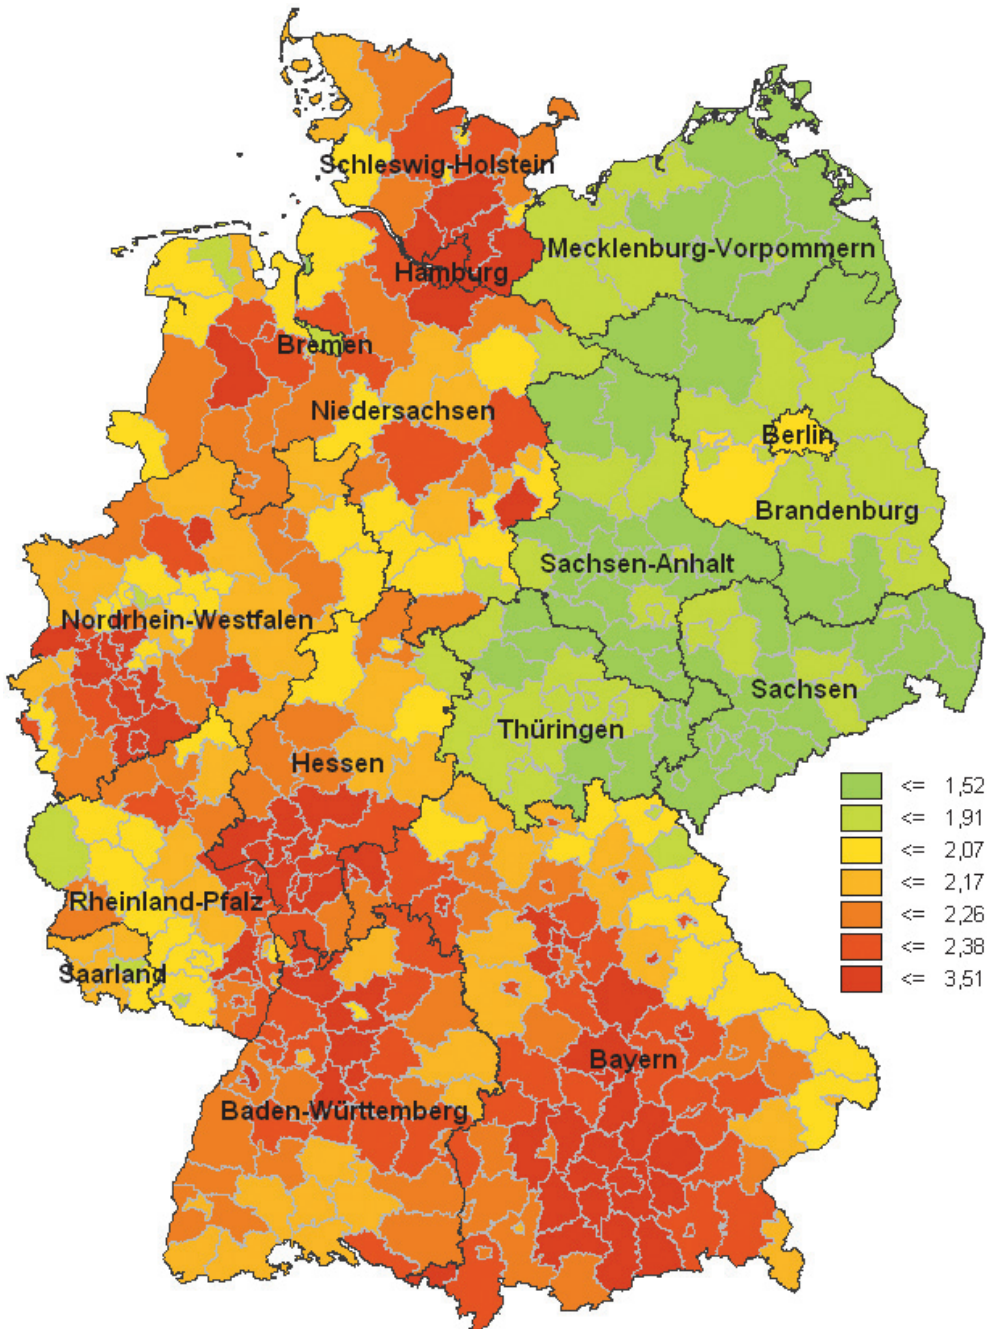 Schleswig-Holstein
Mecklenburg-Vorpommern
Hamburg
Bremen
Niedersachsen
Berlin
Brandenburg
Sachsen-Anhalt
Nordrhein-Westfalen
Sachsen
Thüringen
Hessen
<= 1,52
<= 1,91
<= 2,07
<= 2,17
<= 2,26
<= 2,38
<= 3,51
Rheinland-Pfalz
Saarland
Bayern
Baden-Württemberg